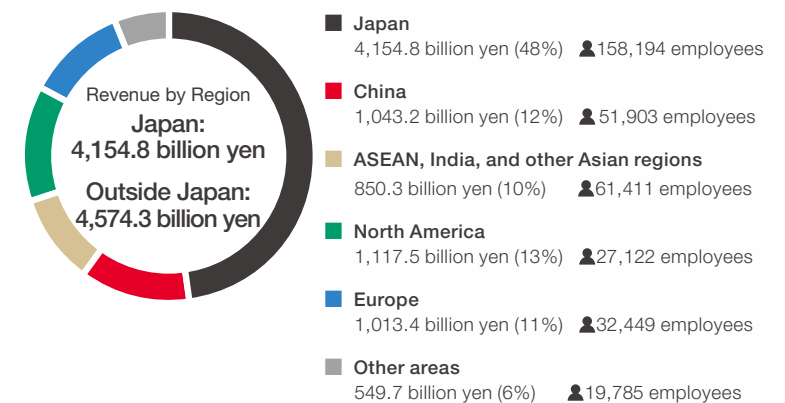 Revenue by Region
Japan:
4,154.8 billion yen
Outside Japan:
4,574.3 billion yen
Japan
4,154.8 billion yen (48%) 158,194 employees
China
1,043.2 billion yen (12%) 51,903 employees
ASEAN, India, and other Asian regions
850.3 billion yen (10%) 61,411 employees
North America
1,117.5 billion yen (13%) 27,122 employees
Europe
1,013.4 billion yen (11%) 32,449 employees
Other areas
549.7 billion yen (6%) 19,785 employees